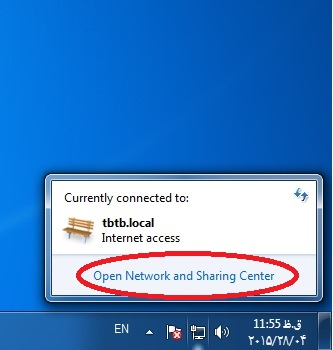 Currently connected to:
tbtb.local
Internet access
Open Network and Sharing Center
EN
11:55 ق.ظ
۲۰۱۵/۲۸/۰۴